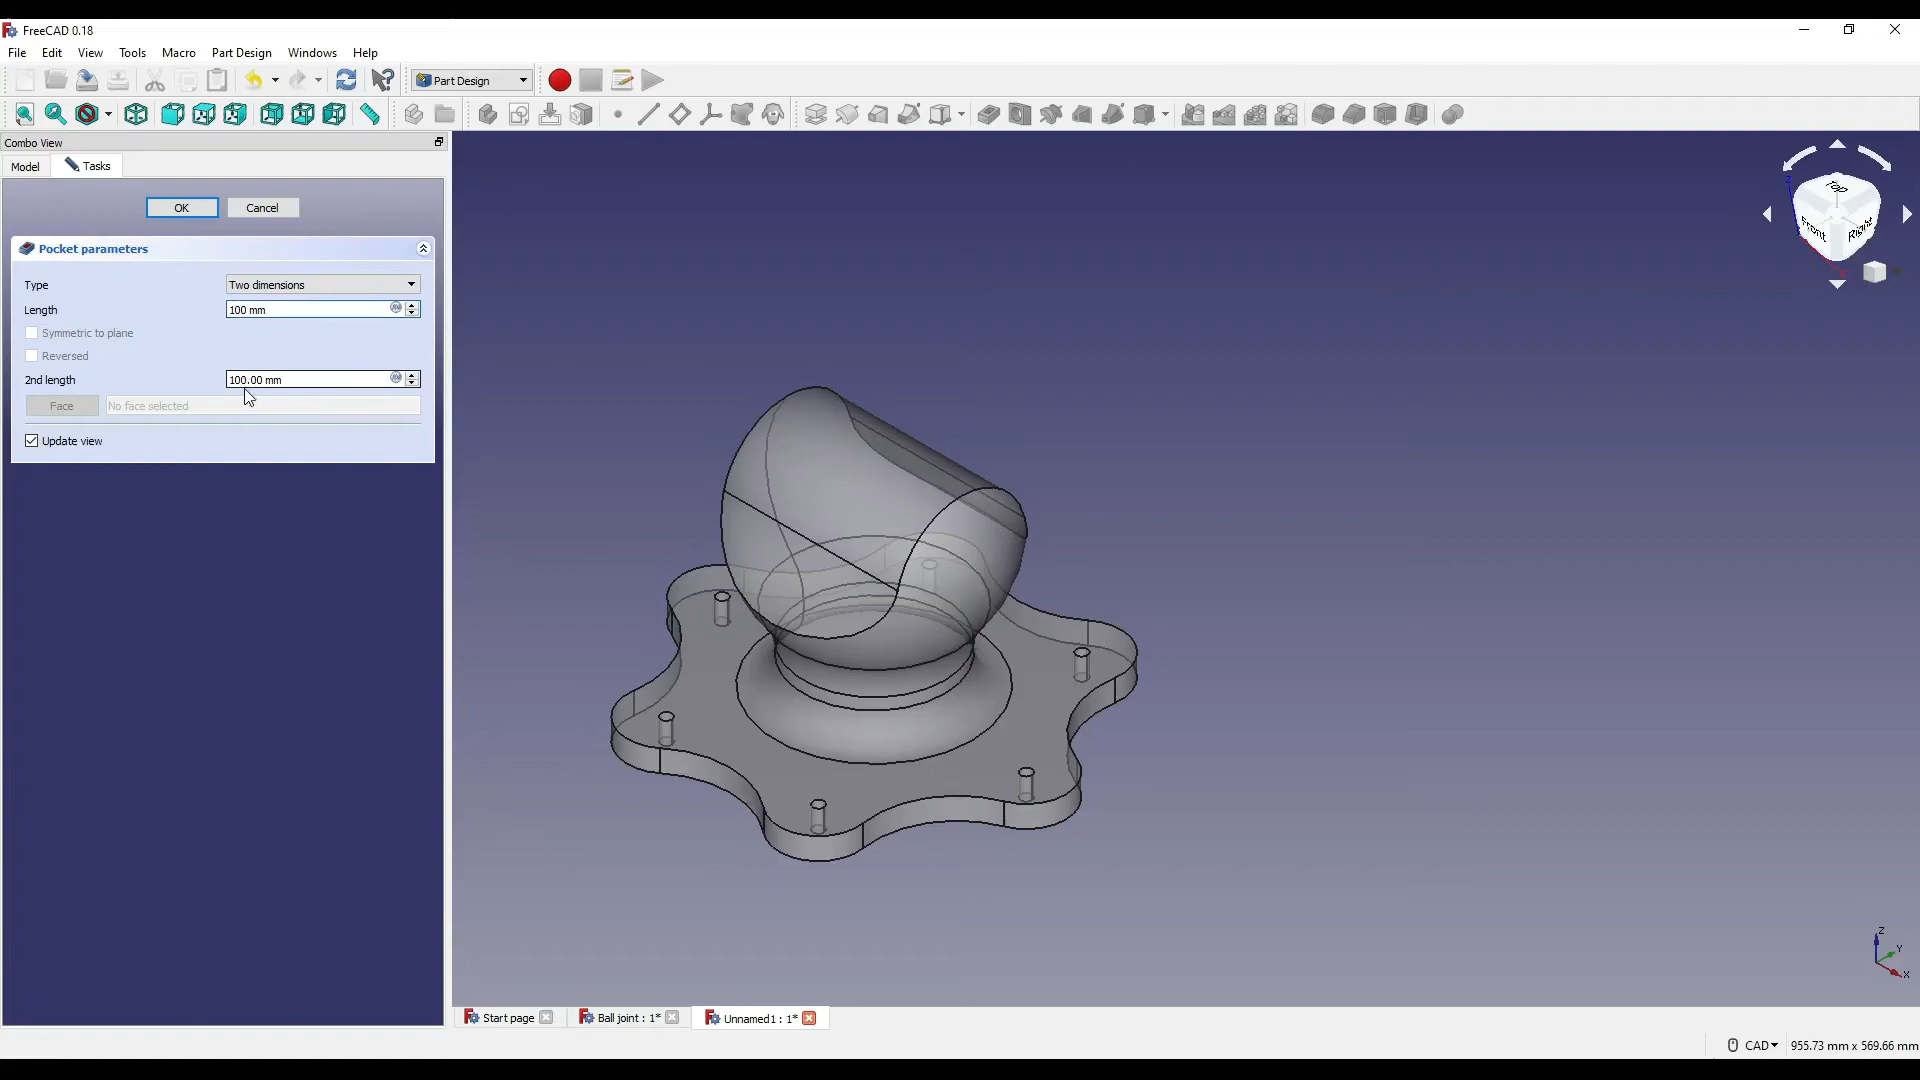 FreeCAD 0.18
File Edit View Tools Macro Part Design Windows Help
Part Design
Combo View
Model Tasks
OK Cancel
Pocket parameters
Type Two dimensions
Length 100 mm
Symmetric to plane
Reversed
2nd length 100.00 mm
Face No face selected
Update view
Top
Front Right
Z
X
Z
Y
X
Start page Ball joint : 1* Unnamed1 : 1*
CAD 955.73 mm x 569.66 mm